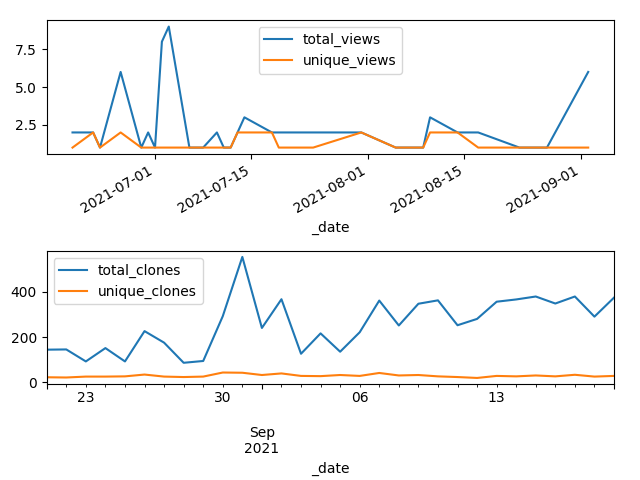 7.5
5.0
2.5
total_views
unique_views
2021-07-01
2021-07-15
2021-08-01
2021-08-15
2021-09-01
_date
400
200
0
total_clones
unique_clones
23
30
06
13
Sep
2021
_date